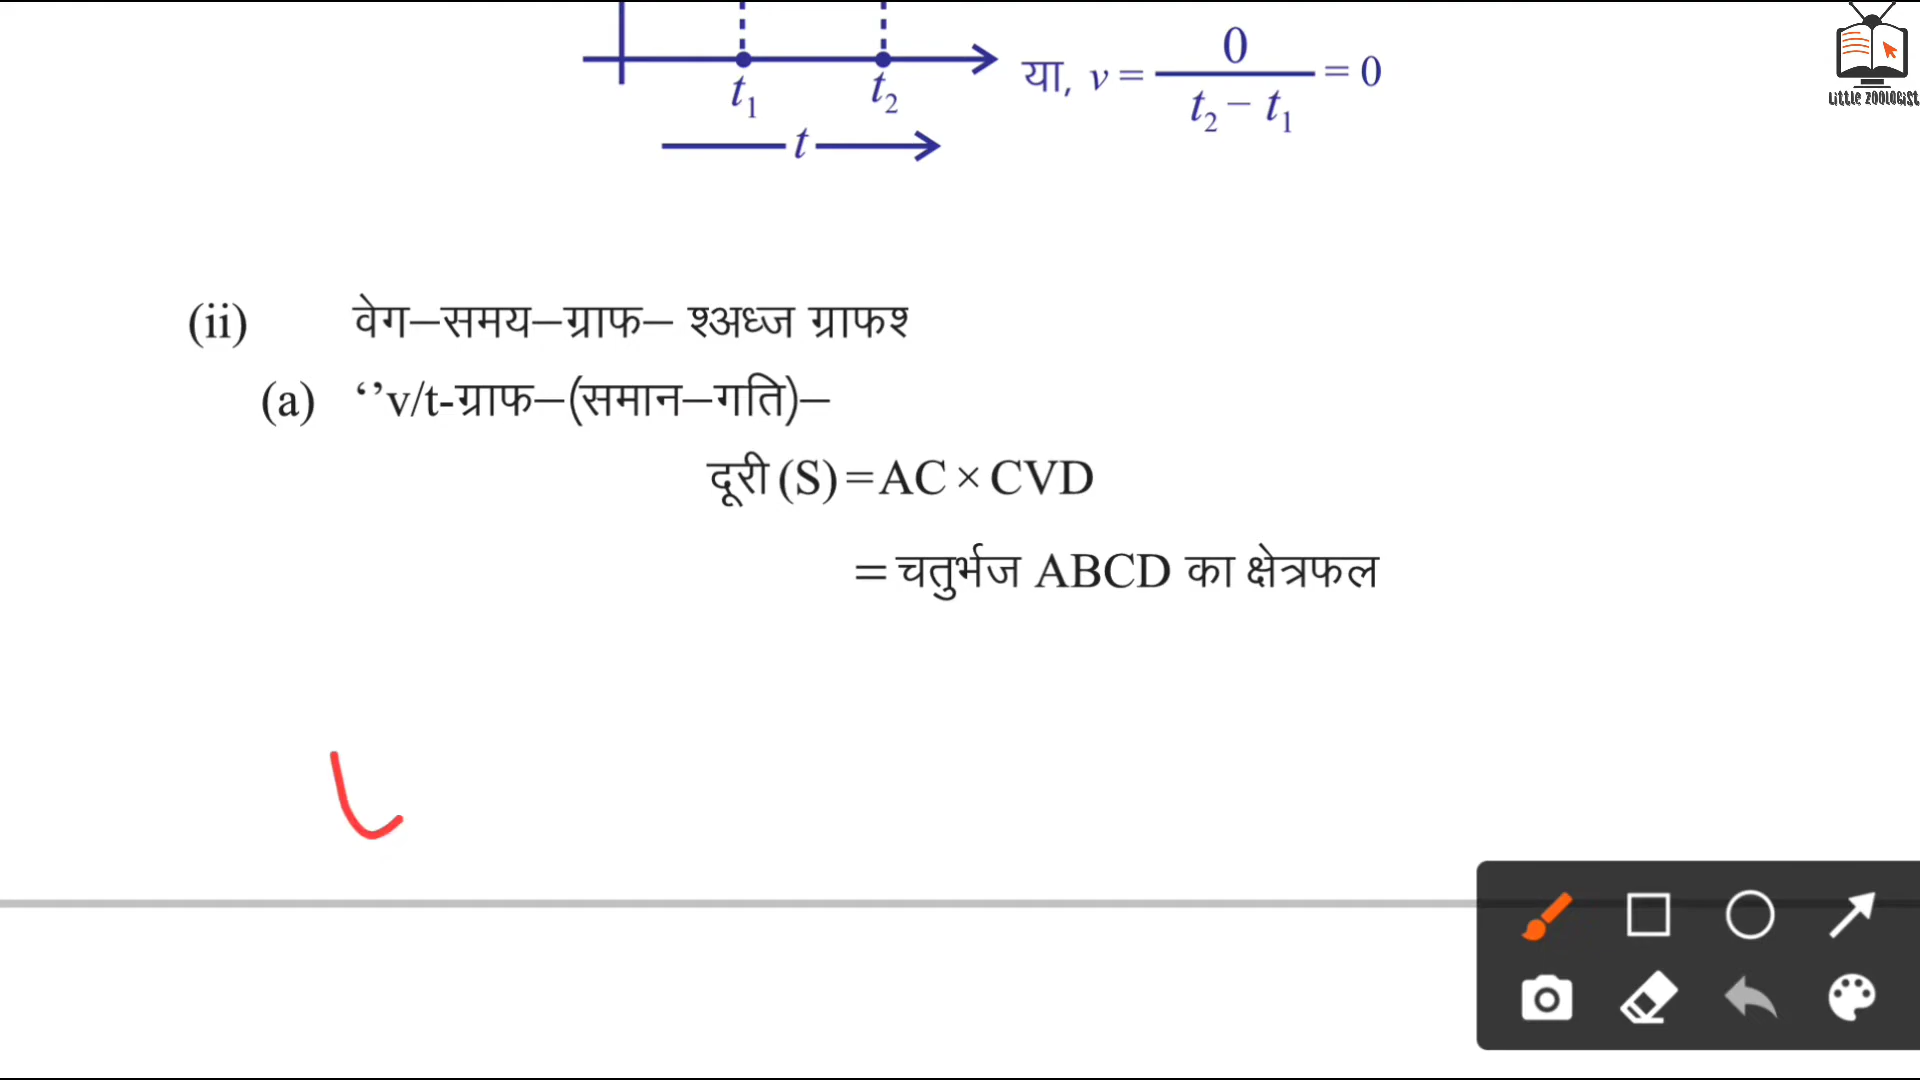 t₁ t₂
t
या, v = 0 / (t₂ − t₁) = 0
LITTLE ZOOLOGIST
(ii) वेग–समय–ग्राफ– श्अध्ज ग्राफश्
(a) ‘’v/t-ग्राफ–(समान–गति)–
दूरी (S) = AC × CVD
= चतुर्भज ABCD का क्षेत्रफल